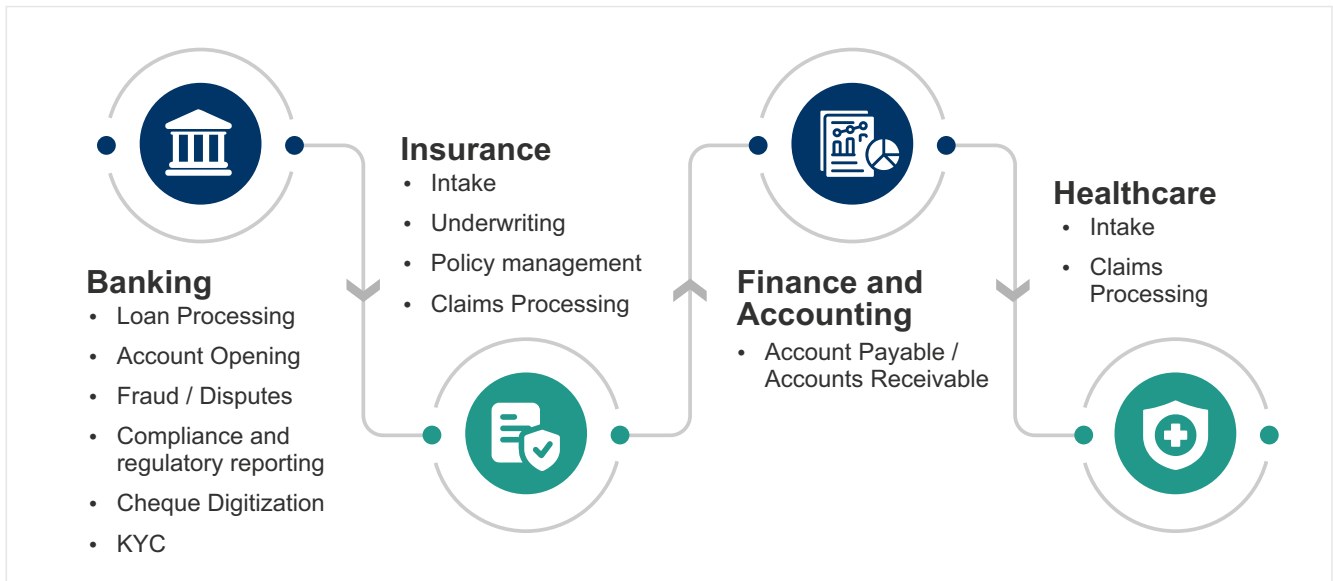 Banking
• Loan Processing
• Account Opening
• Fraud / Disputes
• Compliance and
regulatory reporting
• Cheque Digitization
• KYC
Insurance
• Intake
• Underwriting
• Policy management
• Claims Processing
Finance and
Accounting
• Account Payable /
Accounts Receivable
Healthcare
• Intake
• Claims
Processing